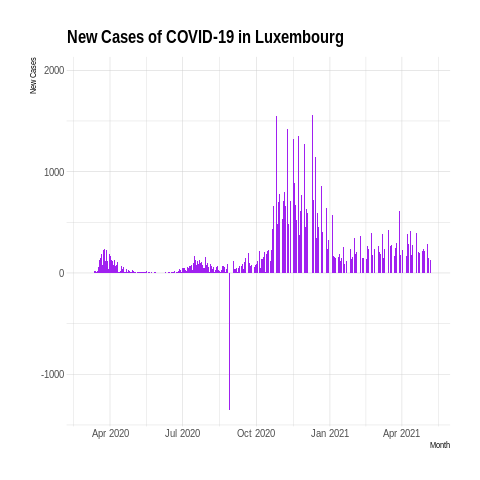 New Cases of COVID-19 in Luxembourg
New Cases
2000
1000
0
-1000
Apr 2020 Jul 2020 Oct 2020 Jan 2021 Apr 2021
Month